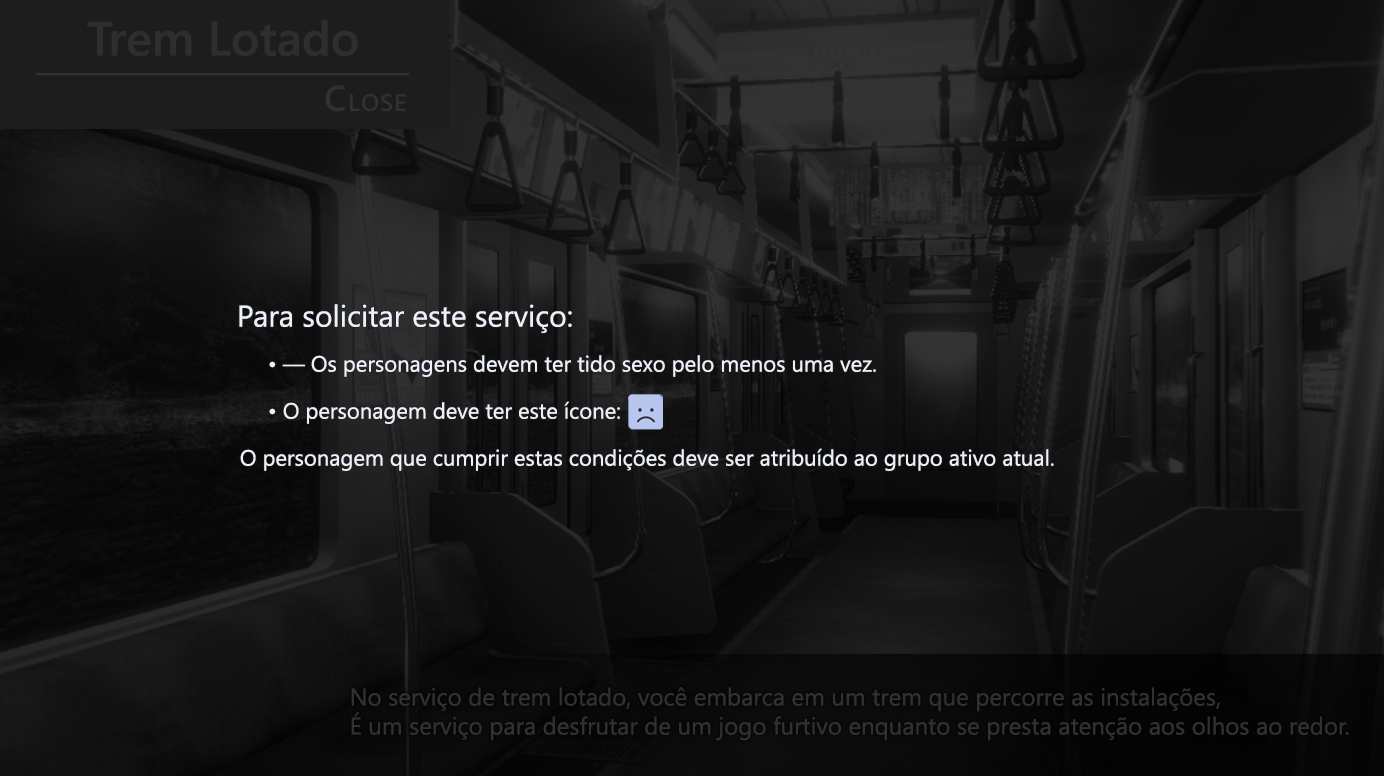 Trem Lotado
CLOSE
Para solicitar este serviço:
• — Os personagens devem ter tido sexo pelo menos uma vez.
• O personagem deve ter este ícone:
O personagem que cumprir estas condições deve ser atribuído ao grupo ativo atual.
No serviço de trem lotado, você embarca em um trem que percorre as instalações,
É um serviço para desfrutar de um jogo furtivo enquanto se presta atenção aos olhos ao redor.